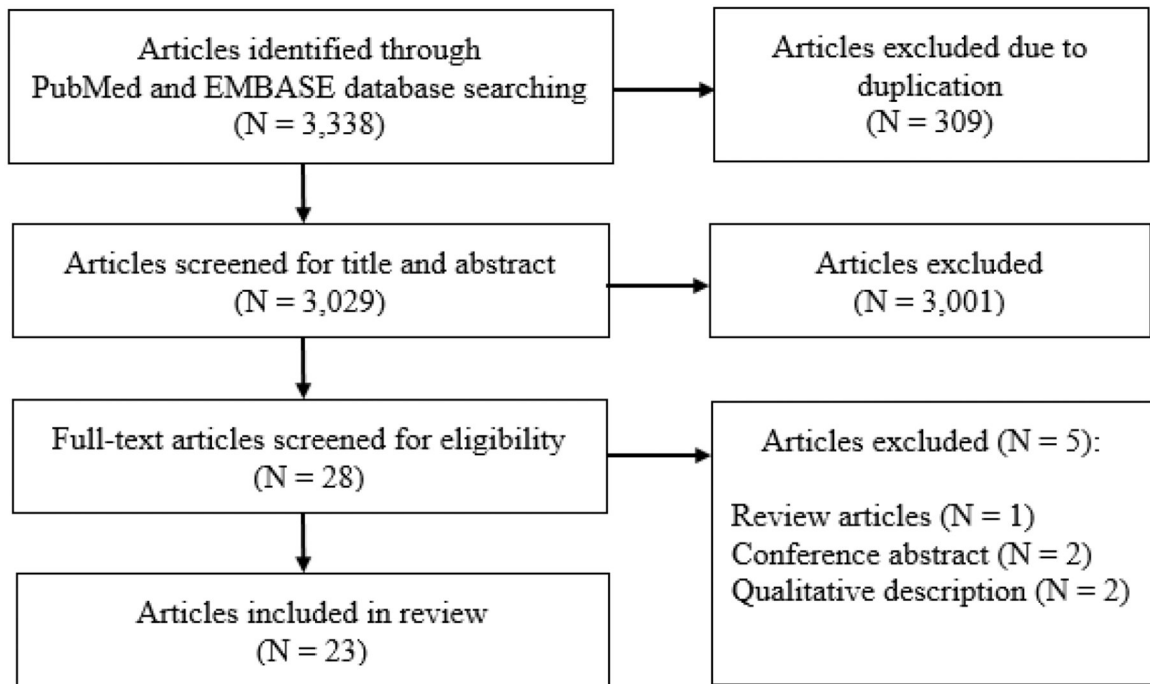 Articles identified through
PubMed and EMBASE database searching
(N = 3,338)
Articles excluded due to
duplication
(N = 309)
Articles screened for title and abstract
(N = 3,029)
Articles excluded
(N = 3,001)
Full-text articles screened for eligibility
(N = 28)
Articles excluded (N = 5):
Review articles (N = 1)
Conference abstract (N = 2)
Qualitative description (N = 2)
Articles included in review
(N = 23)